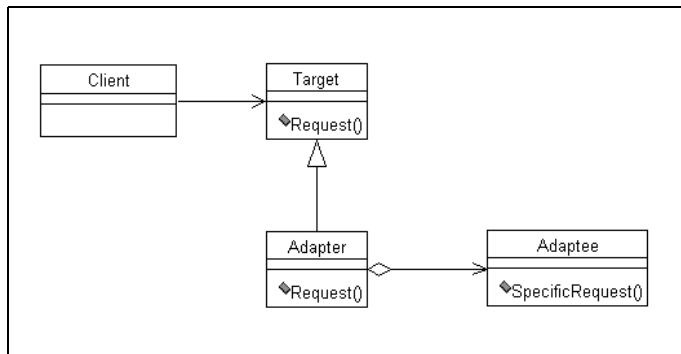 Client
Target
Request()
Adapter
Request()
Adaptee
SpecificRequest()